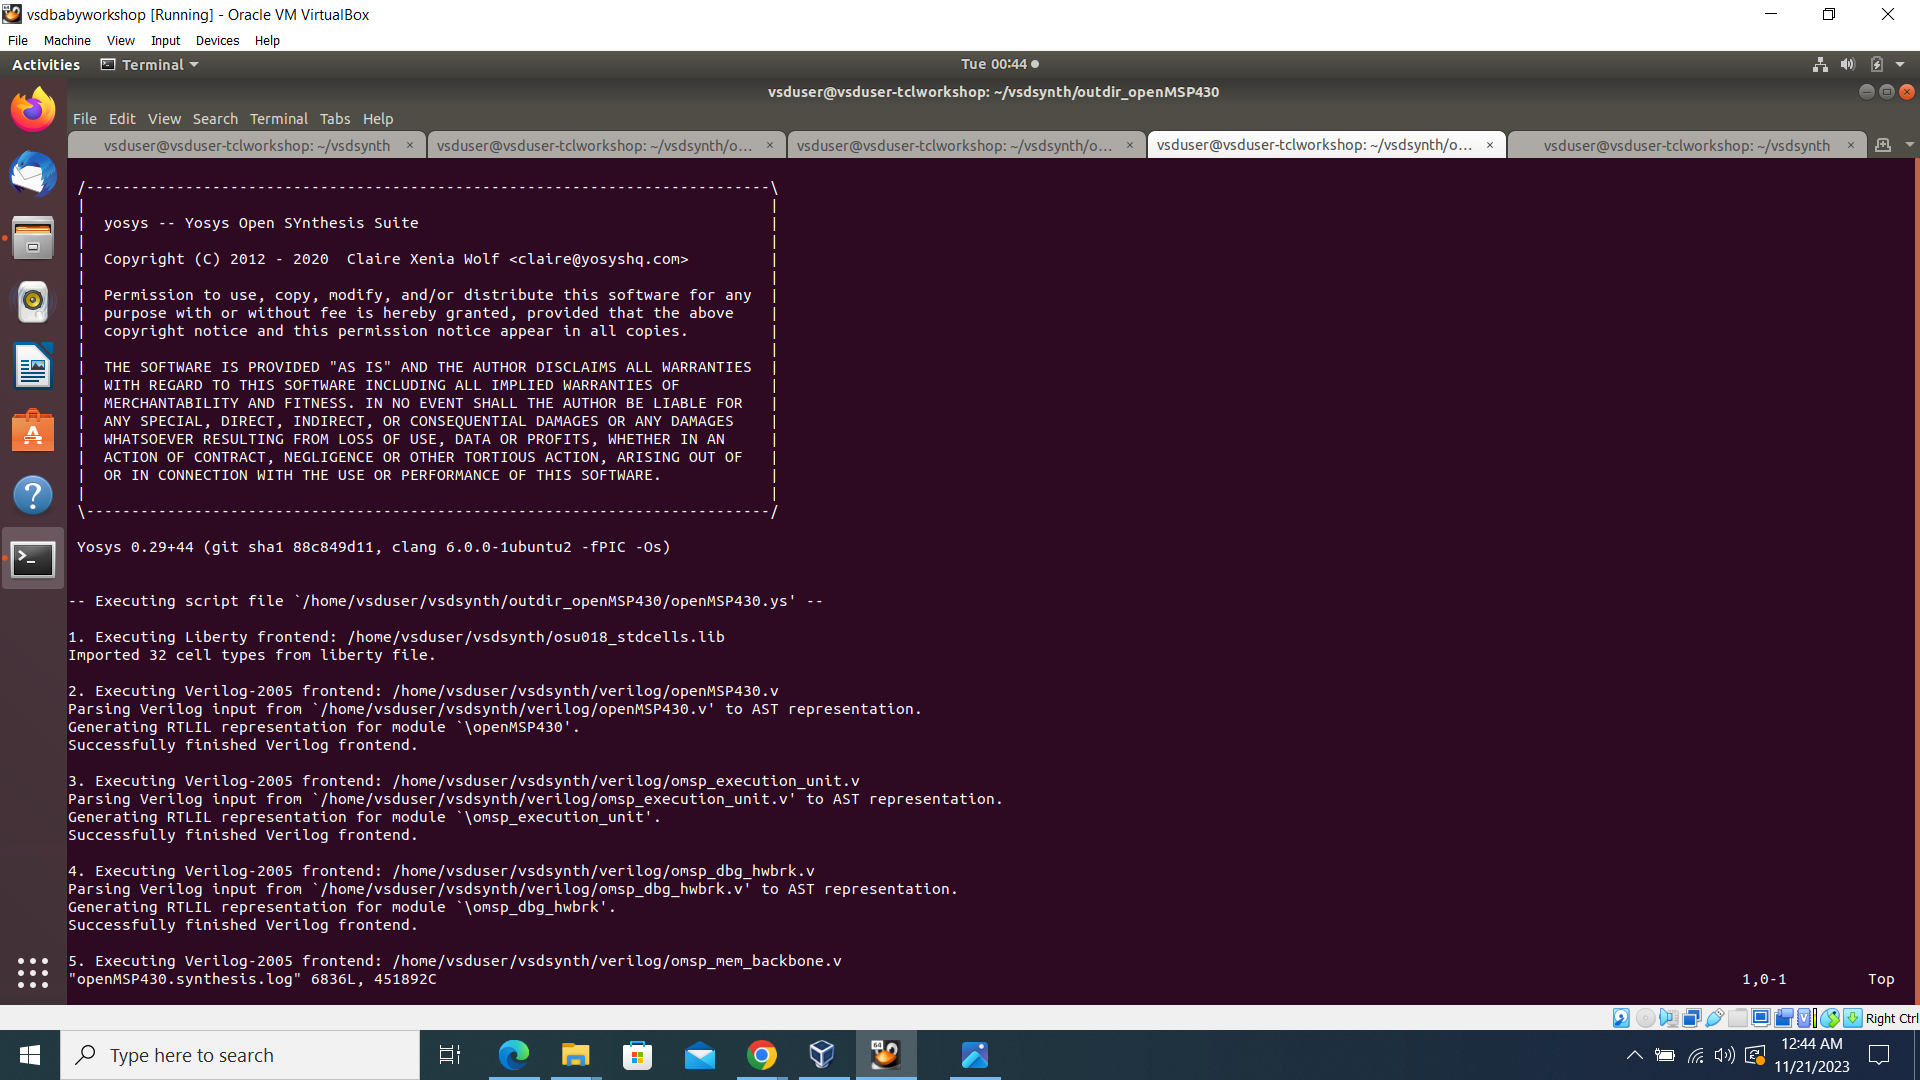 vsdbabyworkshop [Running] - Oracle VM VirtualBox
File Machine View Input Devices Help
Activities Terminal Tue 00:44
vsduser@vsduser-tclworkshop: ~/vsdsynth/outdir_openMSP430
File Edit View Search Terminal Tabs Help
vsduser@vsduser-tclworkshop: ~/vsdsynth × vsduser@vsduser-tclworkshop: ~/vsdsynth/o... × vsduser@vsduser-tclworkshop: ~/vsdsynth/o... × vsduser@vsduser-tclworkshop: ~/vsdsynth/o... × vsduser@vsduser-tclworkshop: ~/vsdsynth ×
/----------------------------------------------------------------------------\
|                                                                            |
|  yosys -- Yosys Open SYnthesis Suite                                       |
|                                                                            |
|  Copyright (C) 2012 - 2020  Claire Xenia Wolf <claire@yosyshq.com>         |
|                                                                            |
|  Permission to use, copy, modify, and/or distribute this software for any  |
|  purpose with or without fee is hereby granted, provided that the above    |
|  copyright notice and this permission notice appear in all copies.         |
|                                                                            |
|  THE SOFTWARE IS PROVIDED "AS IS" AND THE AUTHOR DISCLAIMS ALL WARRANTIES  |
|  WITH REGARD TO THIS SOFTWARE INCLUDING ALL IMPLIED WARRANTIES OF          |
|  MERCHANTABILITY AND FITNESS. IN NO EVENT SHALL THE AUTHOR BE LIABLE FOR   |
|  ANY SPECIAL, DIRECT, INDIRECT, OR CONSEQUENTIAL DAMAGES OR ANY DAMAGES    |
|  WHATSOEVER RESULTING FROM LOSS OF USE, DATA OR PROFITS, WHETHER IN AN     |
|  ACTION OF CONTRACT, NEGLIGENCE OR OTHER TORTIOUS ACTION, ARISING OUT OF   |
|  OR IN CONNECTION WITH THE USE OR PERFORMANCE OF THIS SOFTWARE.            |
|                                                                            |
\----------------------------------------------------------------------------/
Yosys 0.29+44 (git sha1 88c849d11, clang 6.0.0-1ubuntu2 -fPIC -Os)
-- Executing script file `/home/vsduser/vsdsynth/outdir_openMSP430/openMSP430.ys' --
1. Executing Liberty frontend: /home/vsduser/vsdsynth/osu018_stdcells.lib
Imported 32 cell types from liberty file.
2. Executing Verilog-2005 frontend: /home/vsduser/vsdsynth/verilog/openMSP430.v
Parsing Verilog input from `/home/vsduser/vsdsynth/verilog/openMSP430.v' to AST representation.
Generating RTLIL representation for module `\openMSP430'.
Successfully finished Verilog frontend.
3. Executing Verilog-2005 frontend: /home/vsduser/vsdsynth/verilog/omsp_execution_unit.v
Parsing Verilog input from `/home/vsduser/vsdsynth/verilog/omsp_execution_unit.v' to AST representation.
Generating RTLIL representation for module `\omsp_execution_unit'.
Successfully finished Verilog frontend.
4. Executing Verilog-2005 frontend: /home/vsduser/vsdsynth/verilog/omsp_dbg_hwbrk.v
Parsing Verilog input from `/home/vsduser/vsdsynth/verilog/omsp_dbg_hwbrk.v' to AST representation.
Generating RTLIL representation for module `\omsp_dbg_hwbrk'.
Successfully finished Verilog frontend.
5. Executing Verilog-2005 frontend: /home/vsduser/vsdsynth/verilog/omsp_mem_backbone.v
"openMSP430.synthesis.log" 6836L, 451892C 1,0-1 Top
Right Ctrl
Type here to search
12:44 AM
11/21/2023